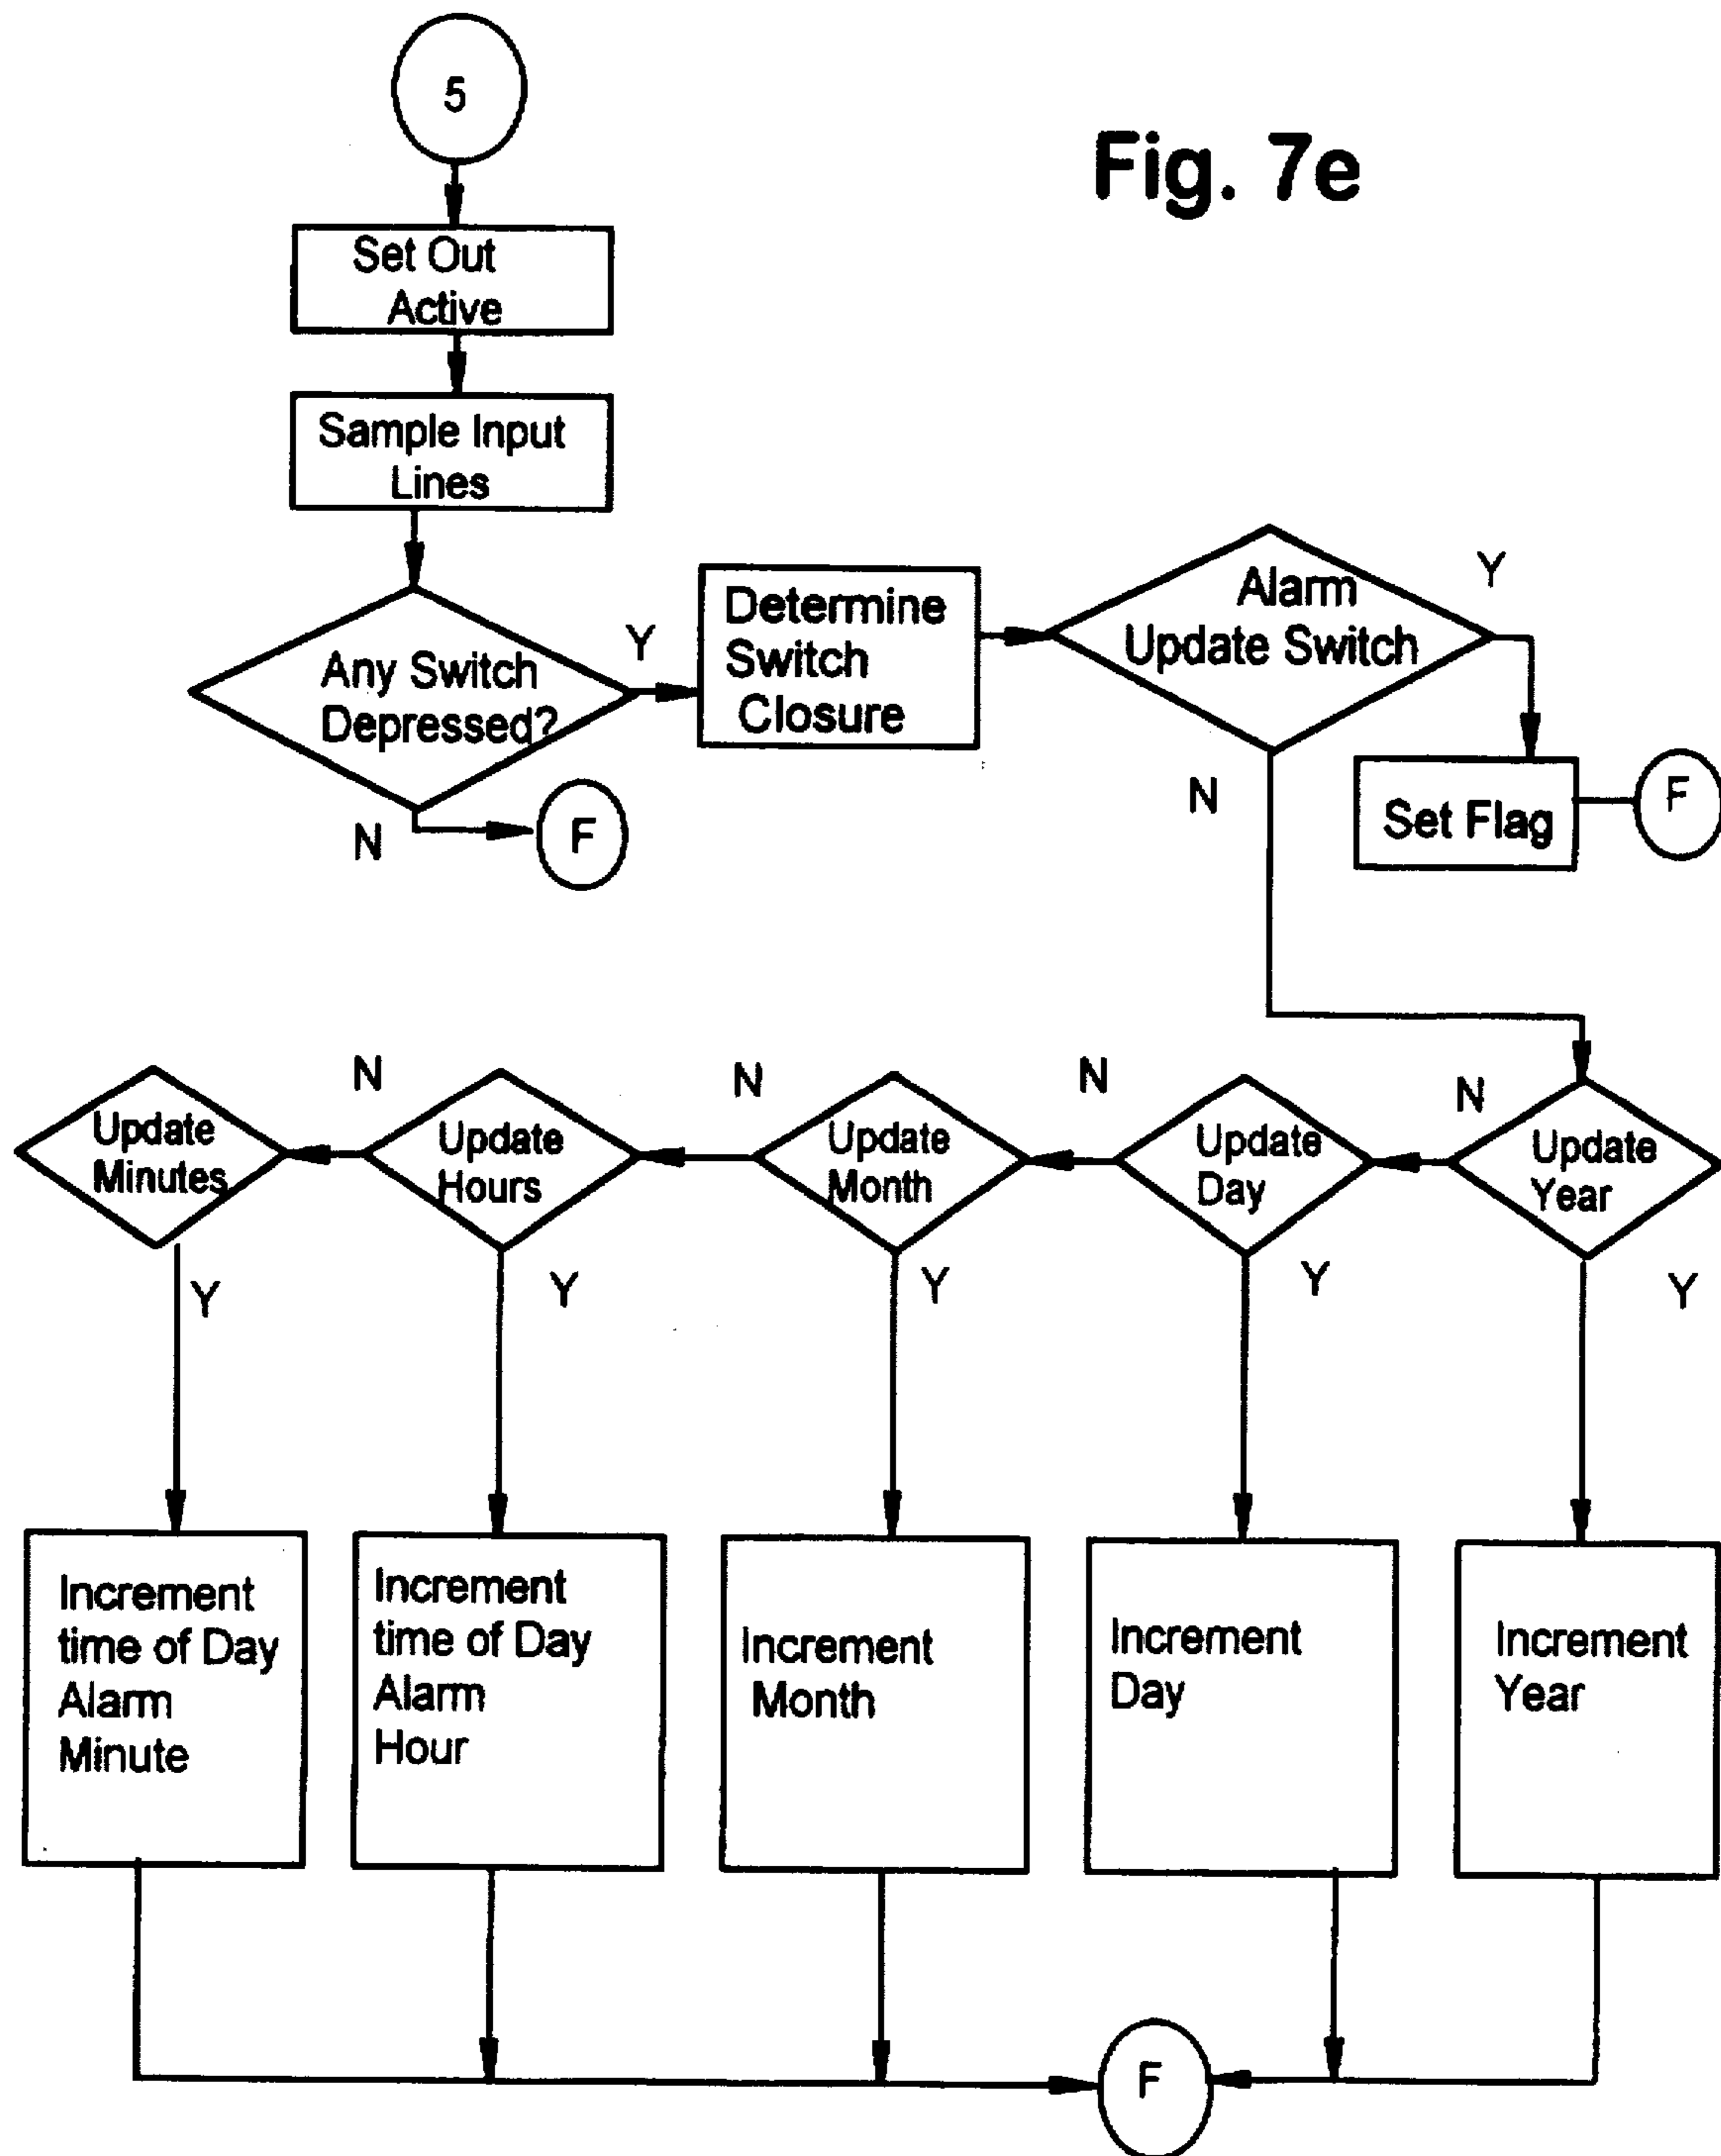 5
Fig. 7e
Set Out
Active
Sample Input
Lines
Any Switch
Depressed?
Y
N
F
Determine
Switch
Closure
Alarm
Update Switch
Y
N
Set Flag
F
Update
Minutes
N
Update
Hours
N
Update
Month
N
Update
Day
N
Update
Year
Y
Y
Y
Y
Y
Increment
time of Day
Alarm
Minute
Increment
time of Day
Alarm
Hour
Increment
Month
Increment
Day
Increment
Year
F